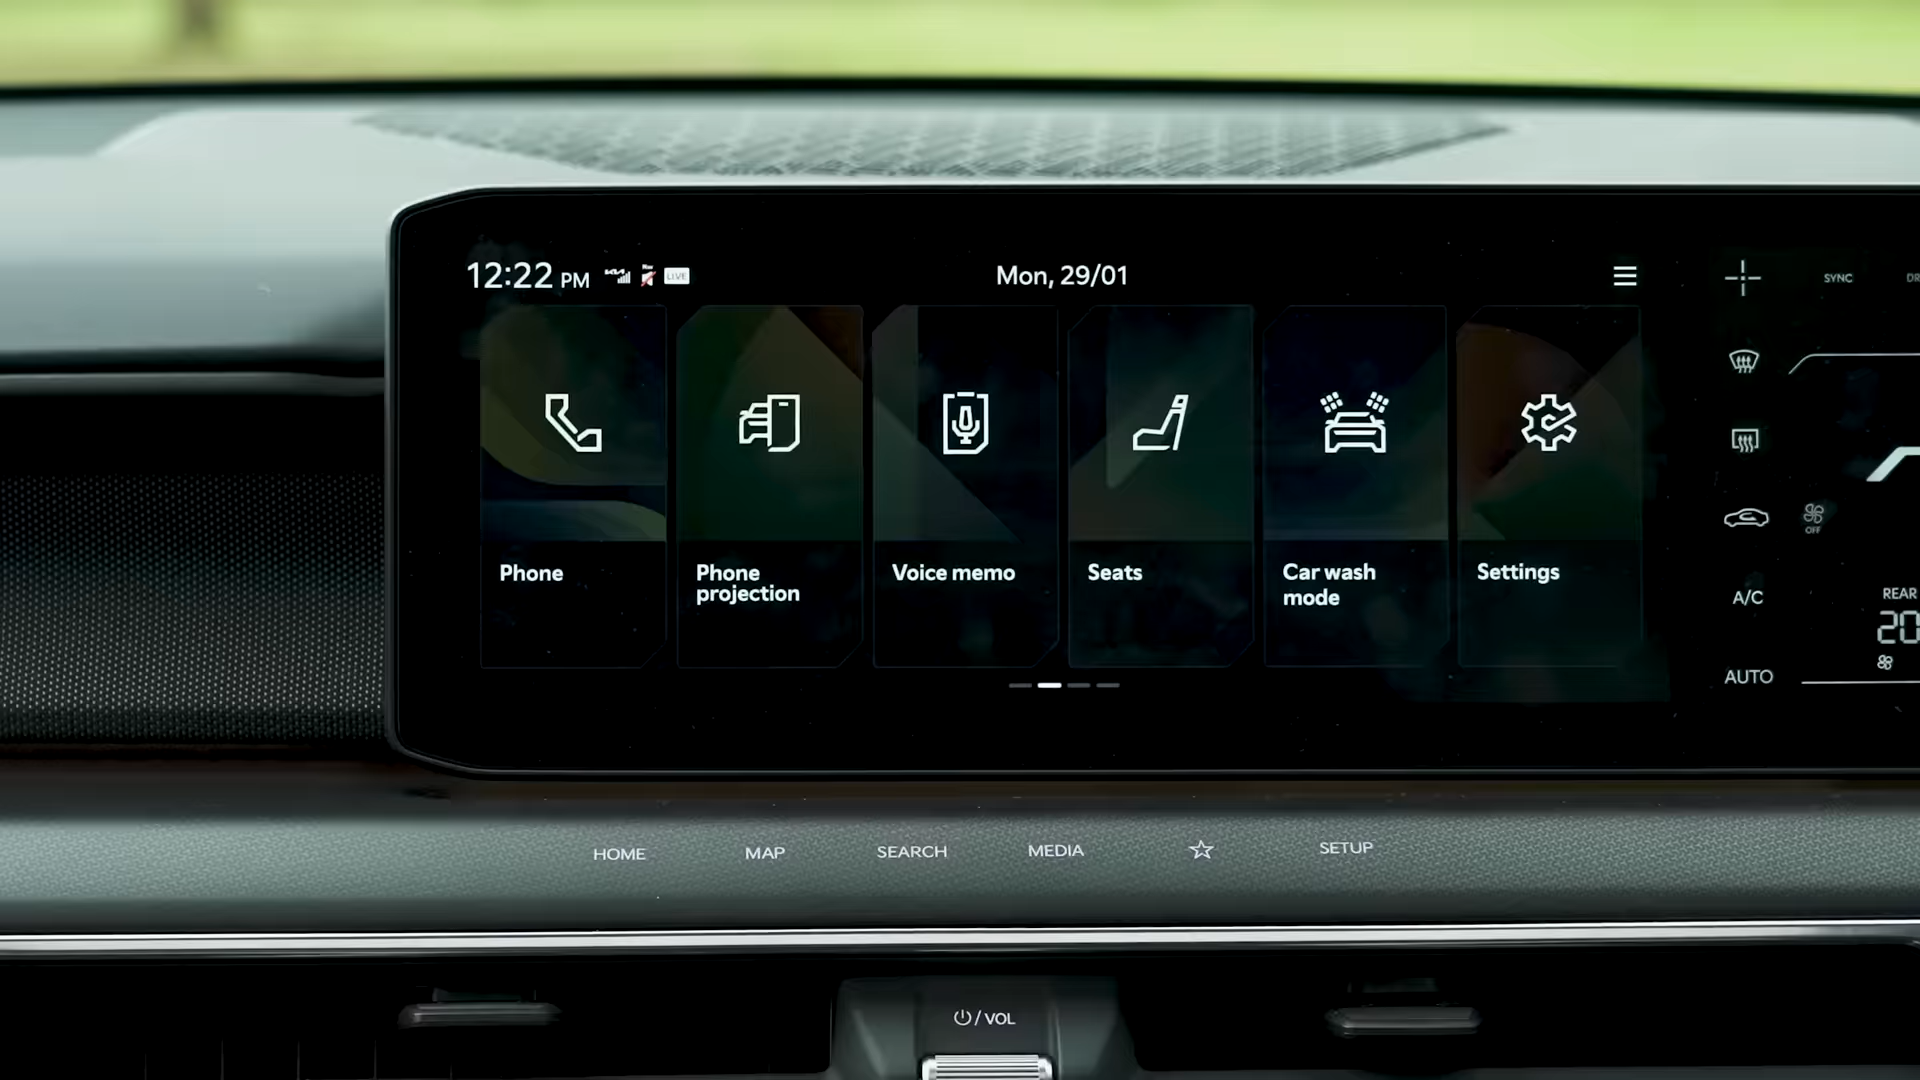 12:22 PM LIVE Mon, 29/01
SYNC
Phone
Phone
projection
Voice memo
Seats
Car wash
mode
Settings
OFF
A/C
REAR
20
AUTO
HOME MAP SEARCH MEDIA SETUP
/ VOL